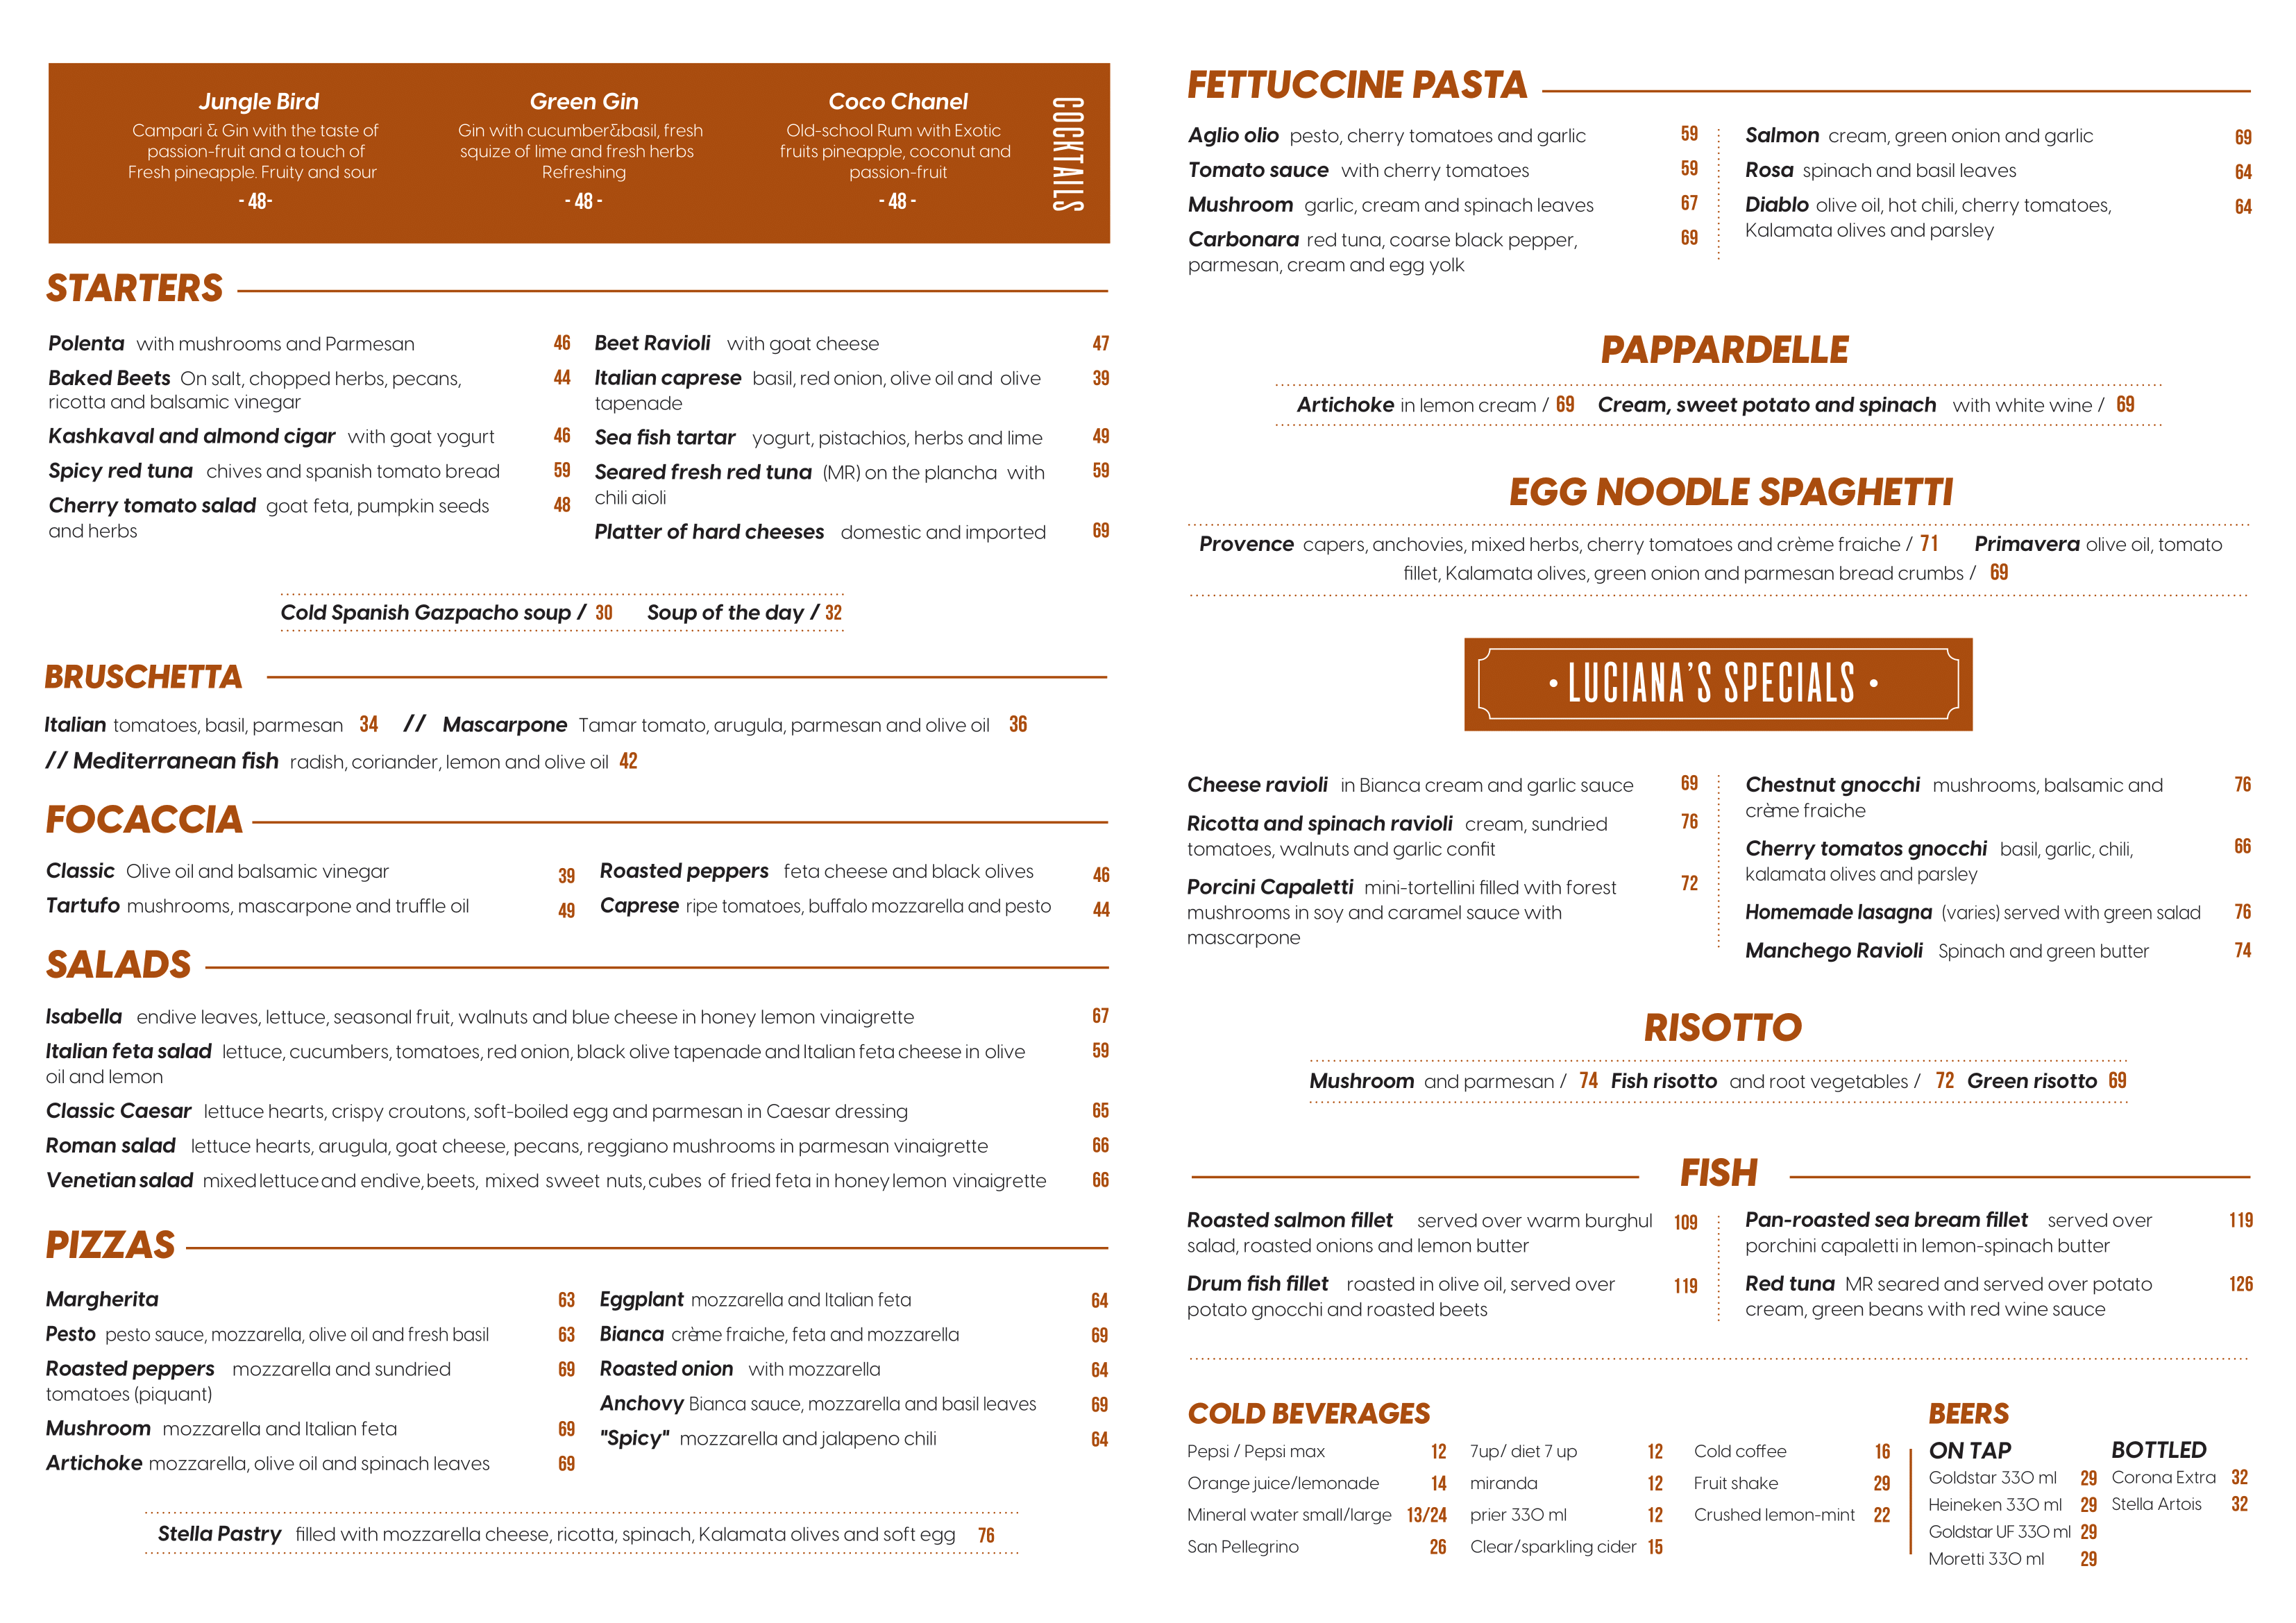 COCKTAILS
Jungle Bird
Campari & Gin with the taste of
passion-fruit and a touch of
Fresh pineapple. Fruity and sour
- 48-
Green Gin
Gin with cucumber&basil, fresh
squize of lime and fresh herbs
Refreshing
- 48 -
Coco Chanel
Old-school Rum with Exotic
fruits pineapple, coconut and
passion-fruit
- 48 -
STARTERS
Polenta with mushrooms and Parmesan 46
Baked Beets On salt, chopped herbs, pecans, 44
ricotta and balsamic vinegar
Kashkaval and almond cigar with goat yogurt 46
Spicy red tuna chives and spanish tomato bread 59
Cherry tomato salad goat feta, pumpkin seeds 48
and herbs
Beet Ravioli with goat cheese 47
Italian caprese basil, red onion, olive oil and olive 39
tapenade
Sea fish tartar yogurt, pistachios, herbs and lime 49
Seared fresh red tuna (MR) on the plancha with 59
chili aioli
Platter of hard cheeses domestic and imported 69
Cold Spanish Gazpacho soup / 30 Soup of the day / 32
BRUSCHETTA
Italian tomatoes, basil, parmesan 34 // Mascarpone Tamar tomato, arugula, parmesan and olive oil 36
// Mediterranean fish radish, coriander, lemon and olive oil 42
FOCACCIA
Classic Olive oil and balsamic vinegar 39
Tartufo mushrooms, mascarpone and truffle oil 49
Roasted peppers feta cheese and black olives 46
Caprese ripe tomatoes, buffalo mozzarella and pesto 44
SALADS
Isabella endive leaves, lettuce, seasonal fruit, walnuts and blue cheese in honey lemon vinaigrette 67
Italian feta salad lettuce, cucumbers, tomatoes, red onion, black olive tapenade and Italian feta cheese in olive 59
oil and lemon
Classic Caesar lettuce hearts, crispy croutons, soft-boiled egg and parmesan in Caesar dressing 65
Roman salad lettuce hearts, arugula, goat cheese, pecans, reggiano mushrooms in parmesan vinaigrette 66
Venetian salad mixed lettuce and endive, beets, mixed sweet nuts, cubes of fried feta in honey lemon vinaigrette 66
PIZZAS
Margherita 63
Pesto pesto sauce, mozzarella, olive oil and fresh basil 63
Roasted peppers mozzarella and sundried 69
tomatoes (piquant)
Mushroom mozzarella and Italian feta 69
Artichoke mozzarella, olive oil and spinach leaves 69
Eggplant mozzarella and Italian feta 64
Bianca crème fraiche, feta and mozzarella 69
Roasted onion with mozzarella 64
Anchovy Bianca sauce, mozzarella and basil leaves 69
"Spicy" mozzarella and jalapeno chili 64
Stella Pastry filled with mozzarella cheese, ricotta, spinach, Kalamata olives and soft egg 76
FETTUCCINE PASTA
Aglio olio pesto, cherry tomatoes and garlic 59
Tomato sauce with cherry tomatoes 59
Mushroom garlic, cream and spinach leaves 67
Carbonara red tuna, coarse black pepper, 69
parmesan, cream and egg yolk
Salmon cream, green onion and garlic 69
Rosa spinach and basil leaves 64
Diablo olive oil, hot chili, cherry tomatoes, 64
Kalamata olives and parsley
PAPPARDELLE
Artichoke in lemon cream / 69 Cream, sweet potato and spinach with white wine / 69
EGG NOODLE SPAGHETTI
Provence capers, anchovies, mixed herbs, cherry tomatoes and crème fraiche / 71 Primavera olive oil, tomato
fillet, Kalamata olives, green onion and parmesan bread crumbs / 69
• LUCIANA'S SPECIALS •
Cheese ravioli in Bianca cream and garlic sauce 69
Ricotta and spinach ravioli cream, sundried 76
tomatoes, walnuts and garlic confit
Porcini Capaletti mini-tortellini filled with forest 72
mushrooms in soy and caramel sauce with
mascarpone
Chestnut gnocchi mushrooms, balsamic and 76
crème fraiche
Cherry tomatos gnocchi basil, garlic, chili, 66
kalamata olives and parsley
Homemade lasagna (varies) served with green salad 76
Manchego Ravioli Spinach and green butter 74
RISOTTO
Mushroom and parmesan / 74 Fish risotto and root vegetables / 72 Green risotto 69
FISH
Roasted salmon fillet served over warm burghul 109
salad, roasted onions and lemon butter
Drum fish fillet roasted in olive oil, served over 119
potato gnocchi and roasted beets
Pan-roasted sea bream fillet served over 119
porchini capaletti in lemon-spinach butter
Red tuna MR seared and served over potato 126
cream, green beans with red wine sauce
COLD BEVERAGES
Pepsi / Pepsi max 12
Orange juice/lemonade 14
Mineral water small/large 13/24
San Pellegrino 26
7up/ diet 7 up 12
miranda 12
prier 330 ml 12
Clear/sparkling cider 15
Cold coffee 16
Fruit shake 29
Crushed lemon-mint 22
BEERS
ON TAP
Goldstar 330 ml 29
Heineken 330 ml 29
Goldstar UF 330 ml 29
Moretti 330 ml 29
BOTTLED
Corona Extra 32
Stella Artois 32